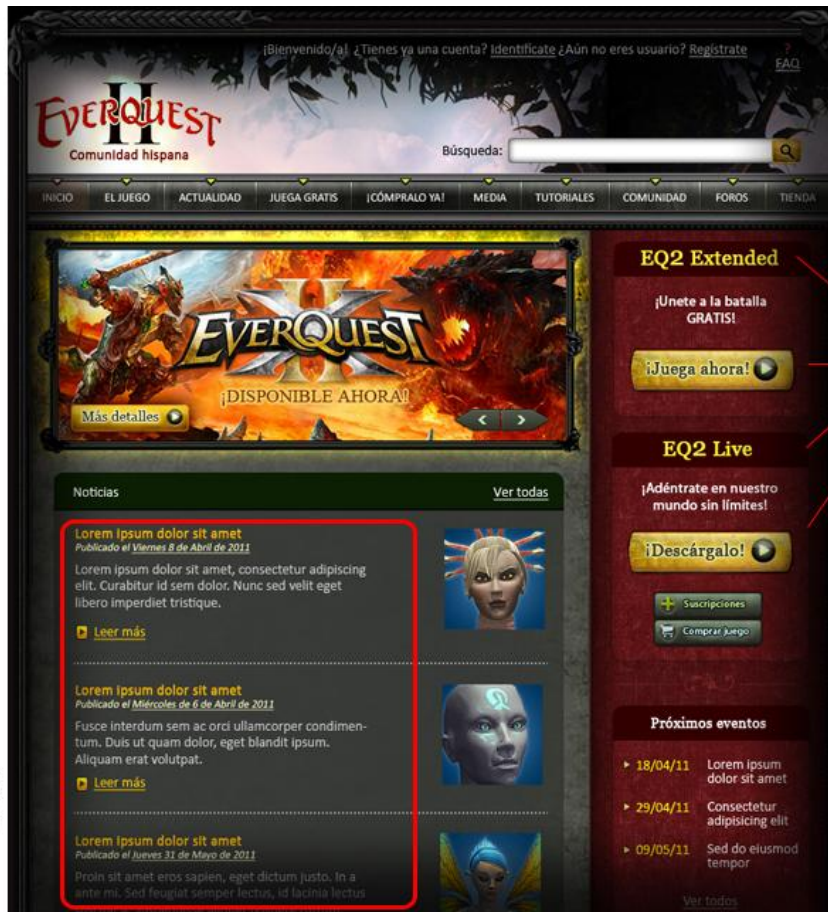 ¡Bienvenido/a! ¿Tienes ya una cuenta? Identifícate ¿Aún no eres usuario? Regístrate
?
FAQ
II
EVERQUEST
Comunidad hispana
Búsqueda:
INICIO EL JUEGO ACTUALIDAD JUEGA GRATIS ¡CÓMPRALO YA! MEDIA TUTORIALES COMUNIDAD FOROS TIENDA
EVERQUEST
II
¡DISPONIBLE AHORA!
Más detalles
Noticias Ver todas
Lorem Ipsum dolor sit amet
Publicado el Viernes 8 de Abril de 2011
Lorem ipsum dolor sit amet, consectetur adipiscing
elit. Curabitur id sem dolor. Nunc sed velit eget
libero imperdiet tristique.
Leer más
Lorem Ipsum dolor sit amet
Publicado el Miércoles de 6 de Abril de 2011
Fusce interdum sem ac orci ullamcorper condimen-
tum. Duis ut quam dolor, eget blandit ipsum.
Aliquam erat volutpat.
Leer más
Lorem Ipsum dolor sit amet
Publicado el Jueves 31 de Mayo de 2011
Proin sit amet eros sapien, eget dictum justo. In a
ante mi. Sed feugiat semper lectus, id lacinia lectus
EQ2 Extended
¡Unete a la batalla
GRATIS!
¡Juega ahora!
EQ2 Live
¡Adéntrate en nuestro
mundo sin límites!
¡Descárgalo!
Suscripciones
Comprar juego
Próximos eventos
18/04/11 Lorem ipsum
dolor sit amet
29/04/11 Consectetur
adipisicing elit
09/05/11 Sed do eiusmod
tempor
Ver todos